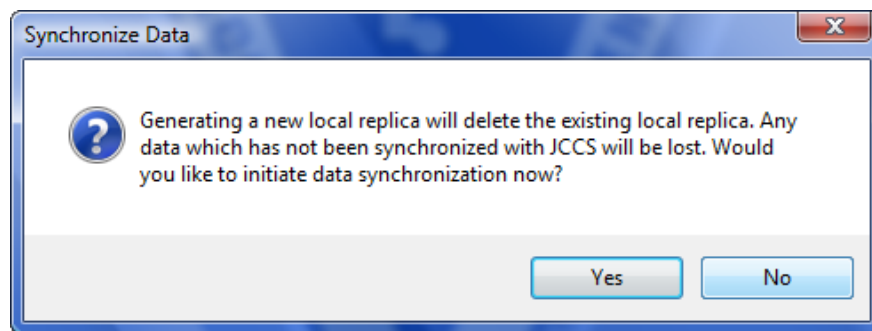 Synchronize Data
Generating a new local replica will delete the existing local replica. Any
data which has not been synchronized with JCCS will be lost. Would
you like to initiate data synchronization now?
Yes
No